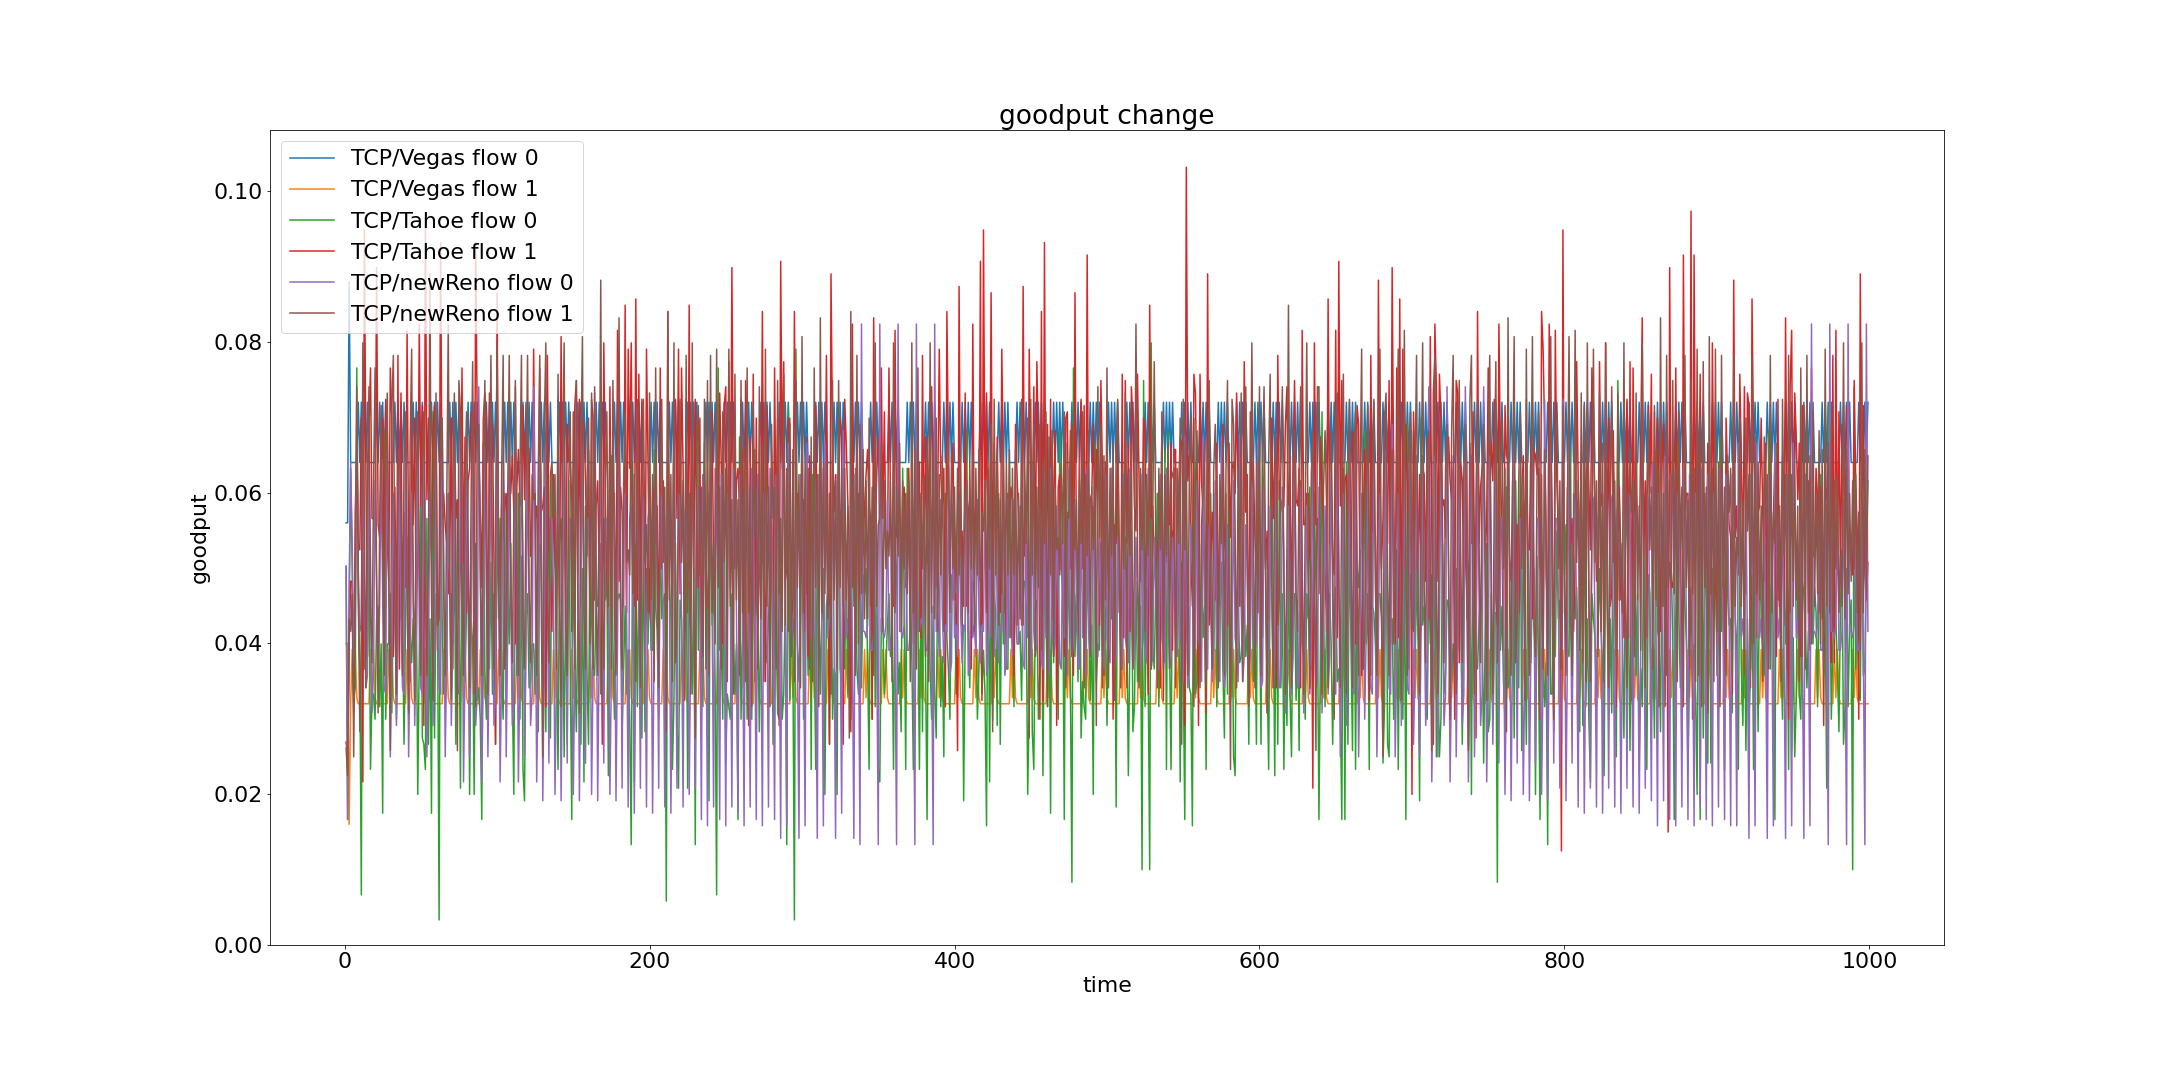 goodput change
TCP/Vegas flow 0
TCP/Vegas flow 1
TCP/Tahoe flow 0
TCP/Tahoe flow 1
TCP/newReno flow 0
TCP/newReno flow 1
0.10
0.08
0.06
0.04
0.02
0.00
goodput
0 200 400 600 800 1000
time